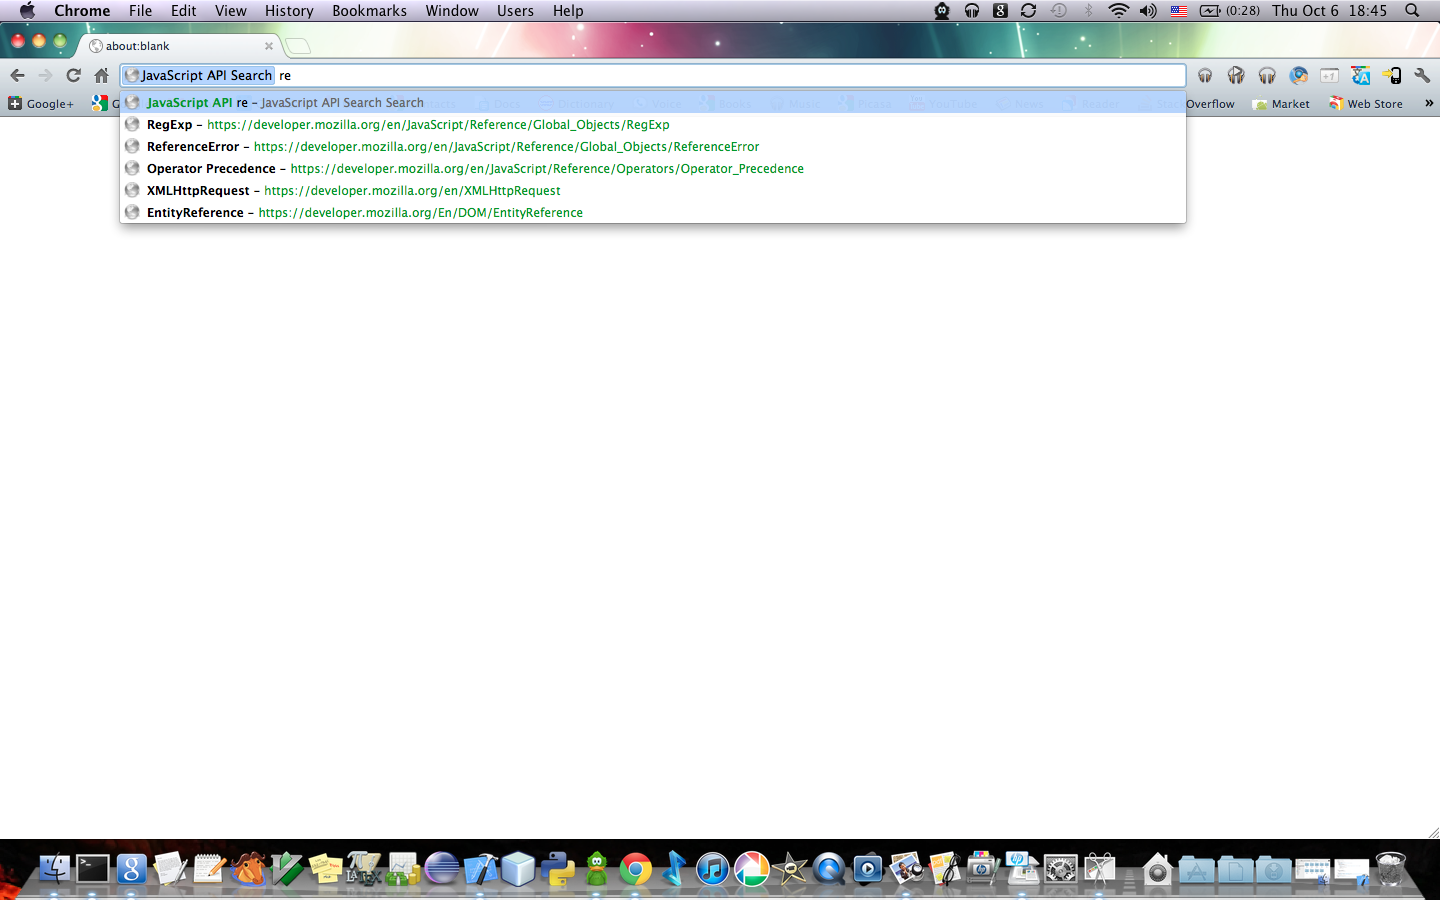 Chrome File Edit View History Bookmarks Window Users Help (0:28) Thu Oct 6 18:45
about:blank
JavaScript API Search re
Google+ Overflow Market Web Store »
JavaScript API re – JavaScript API Search Search
RegExp – https://developer.mozilla.org/en/JavaScript/Reference/Global_Objects/RegExp
ReferenceError – https://developer.mozilla.org/en/JavaScript/Reference/Global_Objects/ReferenceError
Operator Precedence – https://developer.mozilla.org/en/JavaScript/Reference/Operators/Operator_Precedence
XMLHttpRequest – https://developer.mozilla.org/en/XMLHttpRequest
EntityReference – https://developer.mozilla.org/En/DOM/EntityReference